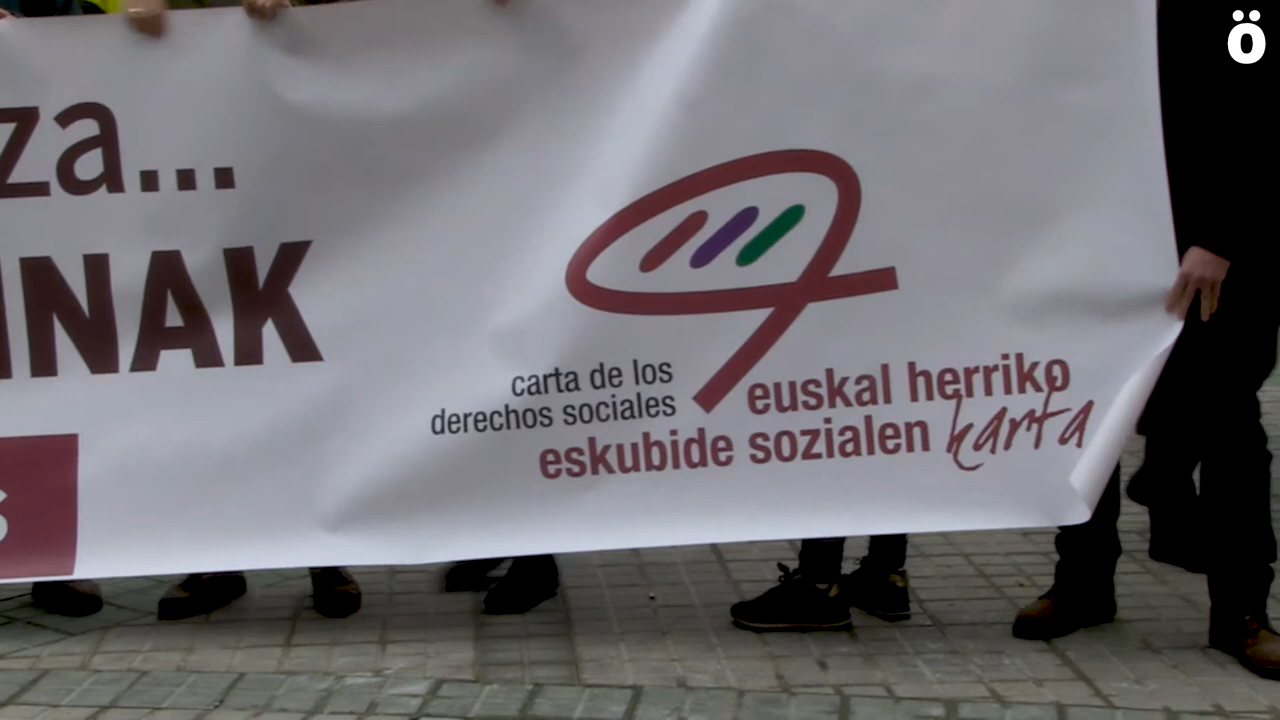 ö
za...
INAK
carta de los
derechos sociales
euskal herriko
eskubide sozialen karta
s